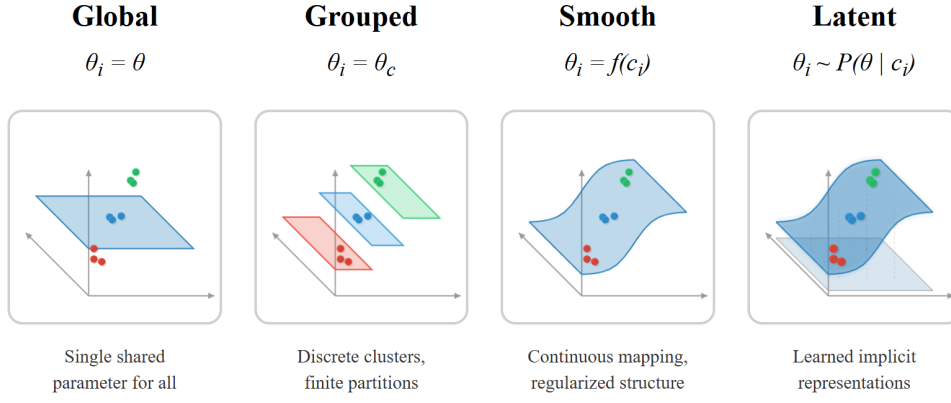 Global
θi = θ
Single shared
parameter for all
Grouped
θi = θc
Discrete clusters,
finite partitions
Smooth
θi = f(ci)
Continuous mapping,
regularized structure
Latent
θi ~ P(θ | ci)
Learned implicit
representations